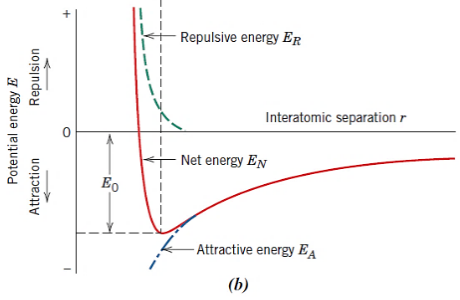 +
Repulsive energy E_R
Potential energy E
Repulsion
Interatomic separation r
0
Net energy E_N
E_0
Attraction
Attractive energy E_A
−
(b)